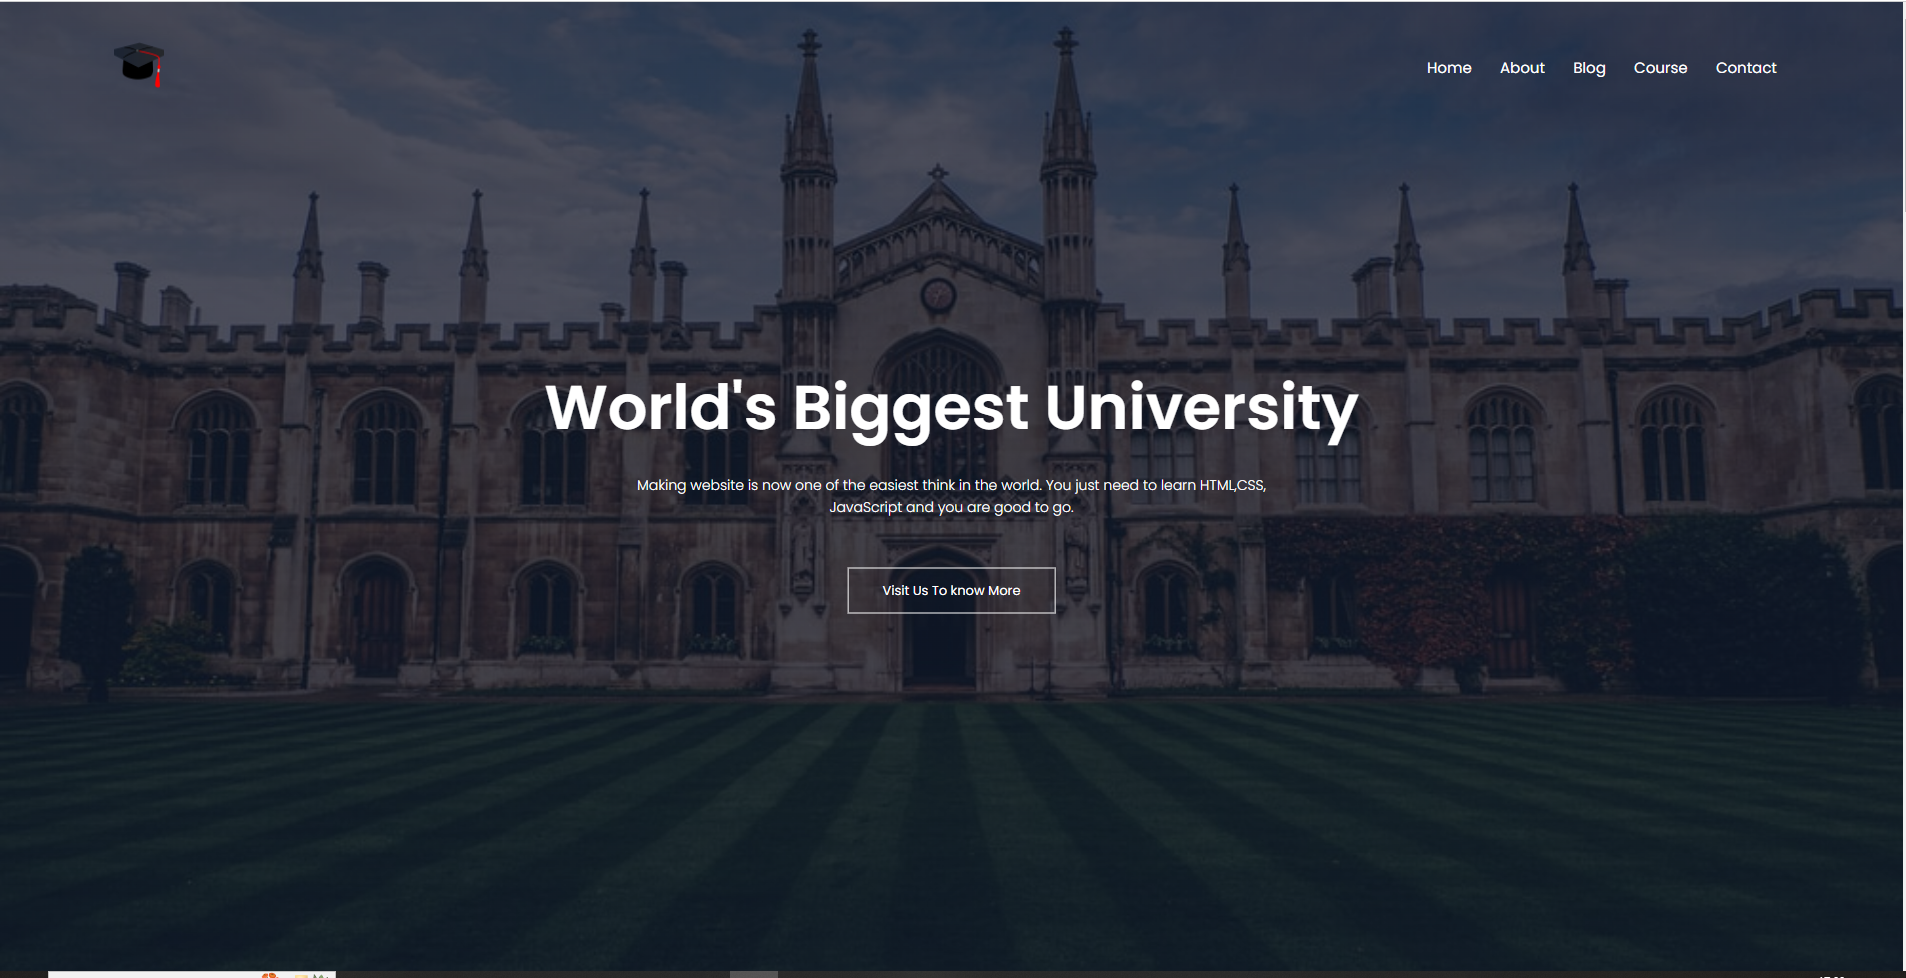 Home About Blog Course Contact
World's Biggest University
Making website is now one of the easiest think in the world. You just need to learn HTML,CSS,
JavaScript and you are good to go.
Visit Us To know More